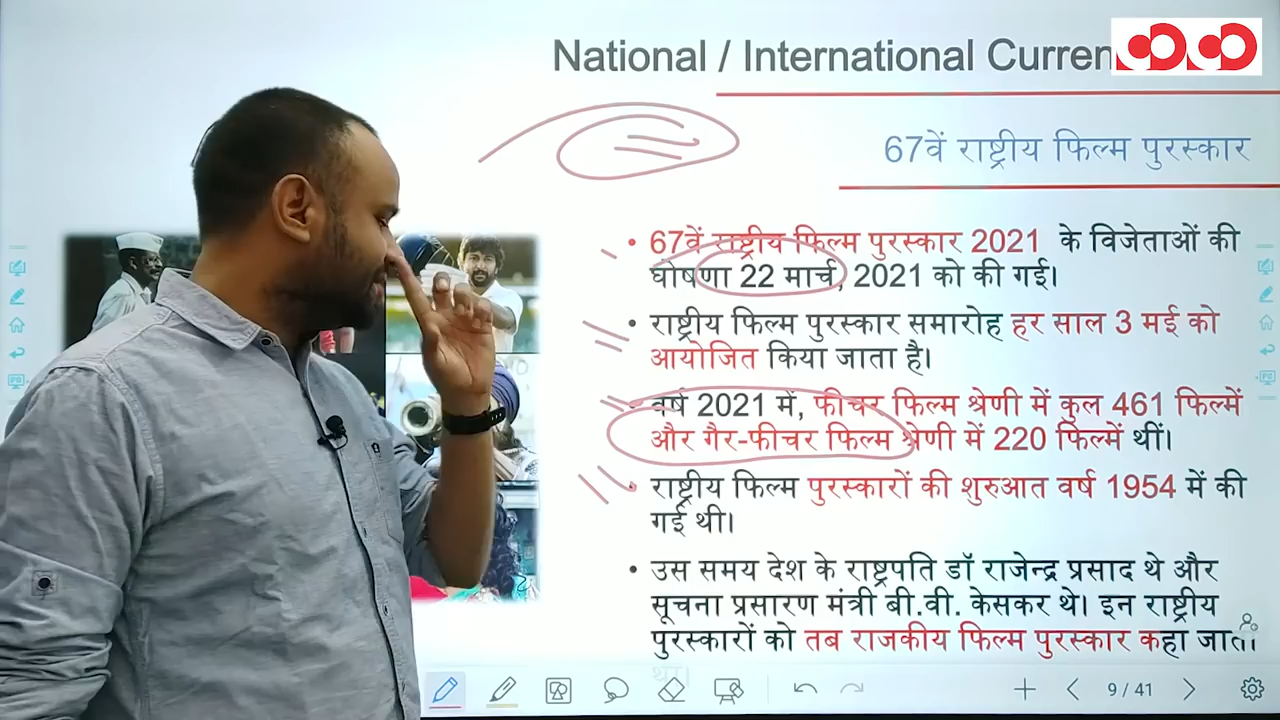 National / International Curren
67वें राष्ट्रीय फिल्म पुरस्कार
• 67वें राष्ट्रीय फिल्म पुरस्कार 2021 के विजेताओं की
घोषणा 22 मार्च, 2021 को की गई।
• राष्ट्रीय फिल्म पुरस्कार समारोह हर साल 3 मई को
आयोजित किया जाता है।
• वर्ष 2021 में, फीचर फिल्म श्रेणी में कुल 461 फिल्में
और गैर-फीचर फिल्म श्रेणी में 220 फिल्में थीं।
• राष्ट्रीय फिल्म पुरस्कारों की शुरुआत वर्ष 1954 में की
गई थी।
• उस समय देश के राष्ट्रपति डॉ राजेन्द्र प्रसाद थे और
सूचना प्रसारण मंत्री बी.वी. केसकर थे। इन राष्ट्रीय
पुरस्कारों को तब राजकीय फिल्म पुरस्कार कहा जाता
था।
9 / 41